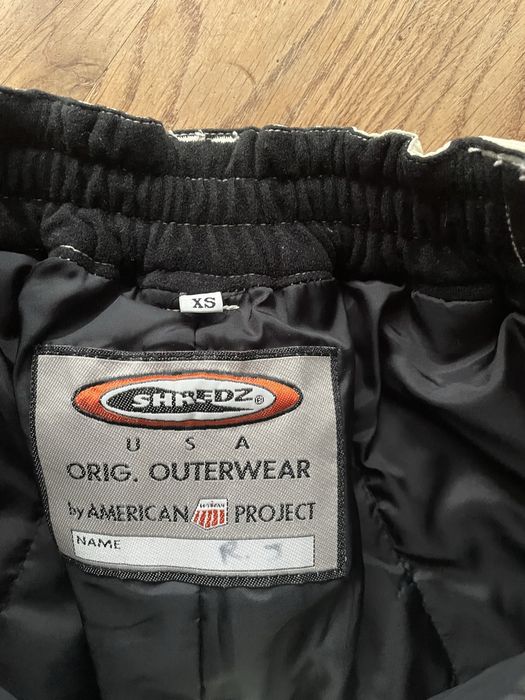 XS
SHREDZ®
U S A
ORIG. OUTERWEAR
by AMERICAN PROJECT
NAME R.